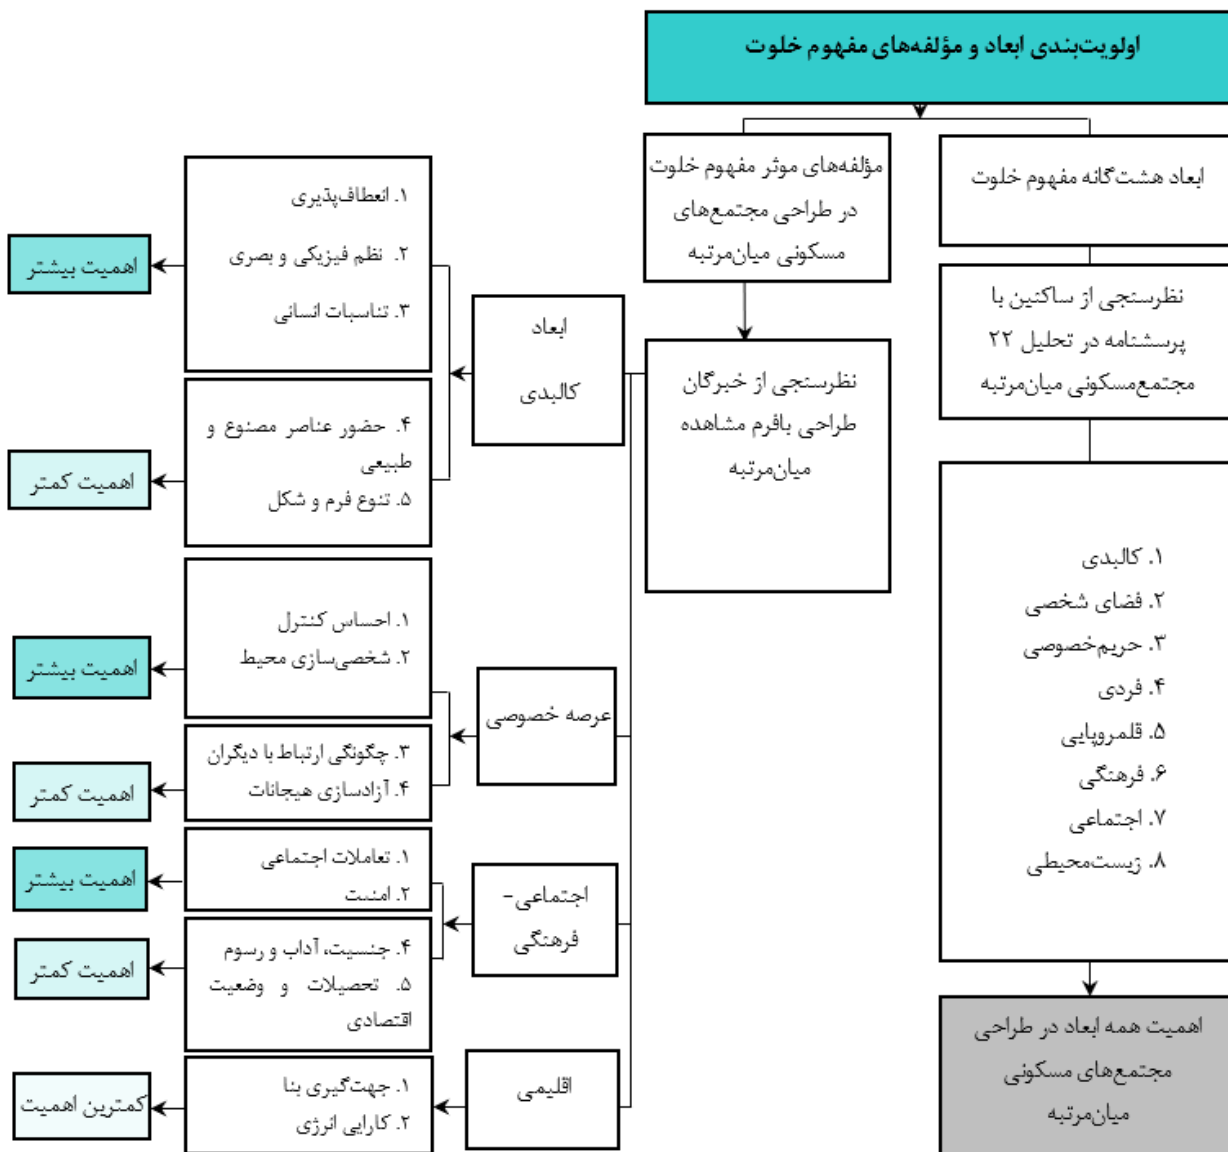 اولویت‌بندی ابعاد و مؤلفه‌های مفهوم خلوت
ابعاد هشت‌گانه مفهوم خلوت
نظرسنجی از ساکنین با
پرسشنامه در تحلیل ۲۲
مجتمع‌مسکونی میان‌مرتبه
۱. کالبدی
۲. فضای شخصی
۳. حریم‌خصوصی
۴. فردی
۵. قلمروپایی
۶. فرهنگی
۷. اجتماعی
۸. زیست‌محیطی
اهمیت همه ابعاد در طراحی
مجتمع‌های مسکونی
میان‌مرتبه
مؤلفه‌های موثر مفهوم خلوت
در طراحی مجتمع‌های
مسکونی میان‌مرتبه
نظرسنجی از خبرگان
طراحی بافرم مشاهده
میان‌مرتبه
ابعاد
کالبدی
۱. انعطاف‌پذیری
۲. نظم فیزیکی و بصری
۳. تناسبات انسانی
اهمیت بیشتر
۴. حضور عناصر مصنوع و
طبیعی
۵. تنوع فرم و شکل
اهمیت کمتر
عرصه خصوصی
۱. احساس کنترل
۲. شخصی‌سازی محیط
اهمیت بیشتر
۳. چگونگی ارتباط با دیگران
۴. آزادسازی هیجانات
اهمیت کمتر
اجتماعی-
فرهنگی
۱. تعاملات اجتماعی
۲. امنیت
اهمیت بیشتر
۴. جنسیت، آداب و رسوم
۵. تحصیلات و وضعیت
اقتصادی
اهمیت کمتر
اقلیمی
۱. جهت‌گیری بنا
۲. کارایی انرژی
کمترین اهمیت